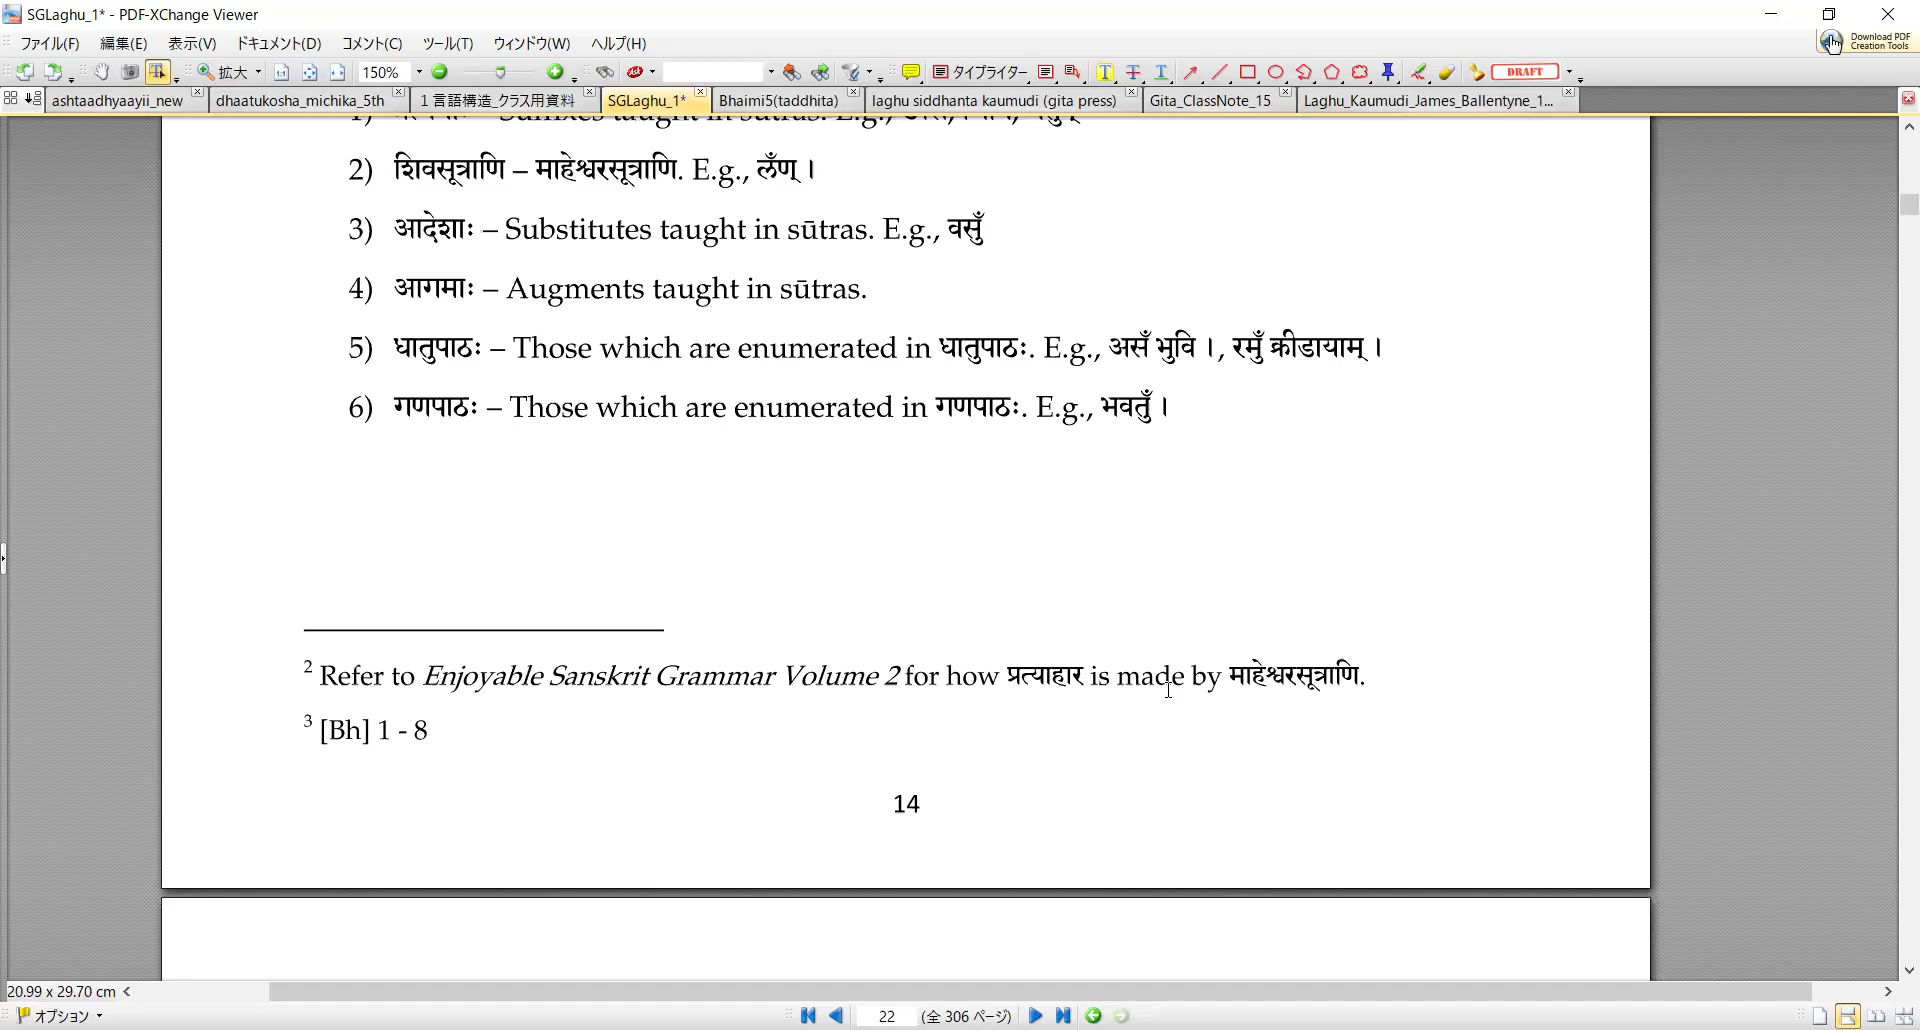 SGLaghu_1* - PDF-XChange Viewer
ファイル(F) 編集(E) 表示(V) ドキュメント(D) コメント(C) ツール(T) ウィンドウ(W) ヘルプ(H)
Download PDF
Creation Tools
拡大 150% タイプライター DRAFT
ashtaadhyaayii_new dhaatukosha_michika_5th 1 言語構造_クラス用資料 SGLaghu_1* Bhaimi5(taddhita) laghu siddhanta kaumudi (gita press) Gita_ClassNote_15 Laghu_Kaumudi_James_Ballentyne_1...
2) शिवसूत्राणि – माहेश्वरसूत्राणि. E.g., लँण् ।
3) आदेशाः – Substitutes taught in sūtras. E.g., वसुँ
4) आगमाः – Augments taught in sūtras.
5) धातुपाठः – Those which are enumerated in धातुपाठः. E.g., असँ भुवि ।, रमुँ क्रीडायाम् ।
6) गणपाठः – Those which are enumerated in गणपाठः. E.g., भवतुँ ।
2 Refer to Enjoyable Sanskrit Grammar Volume 2 for how प्रत्याहार is made by माहेश्वरसूत्राणि.
3 [Bh] 1 - 8
14
20.99 x 29.70 cm
オプション 22 (全 306 ページ)